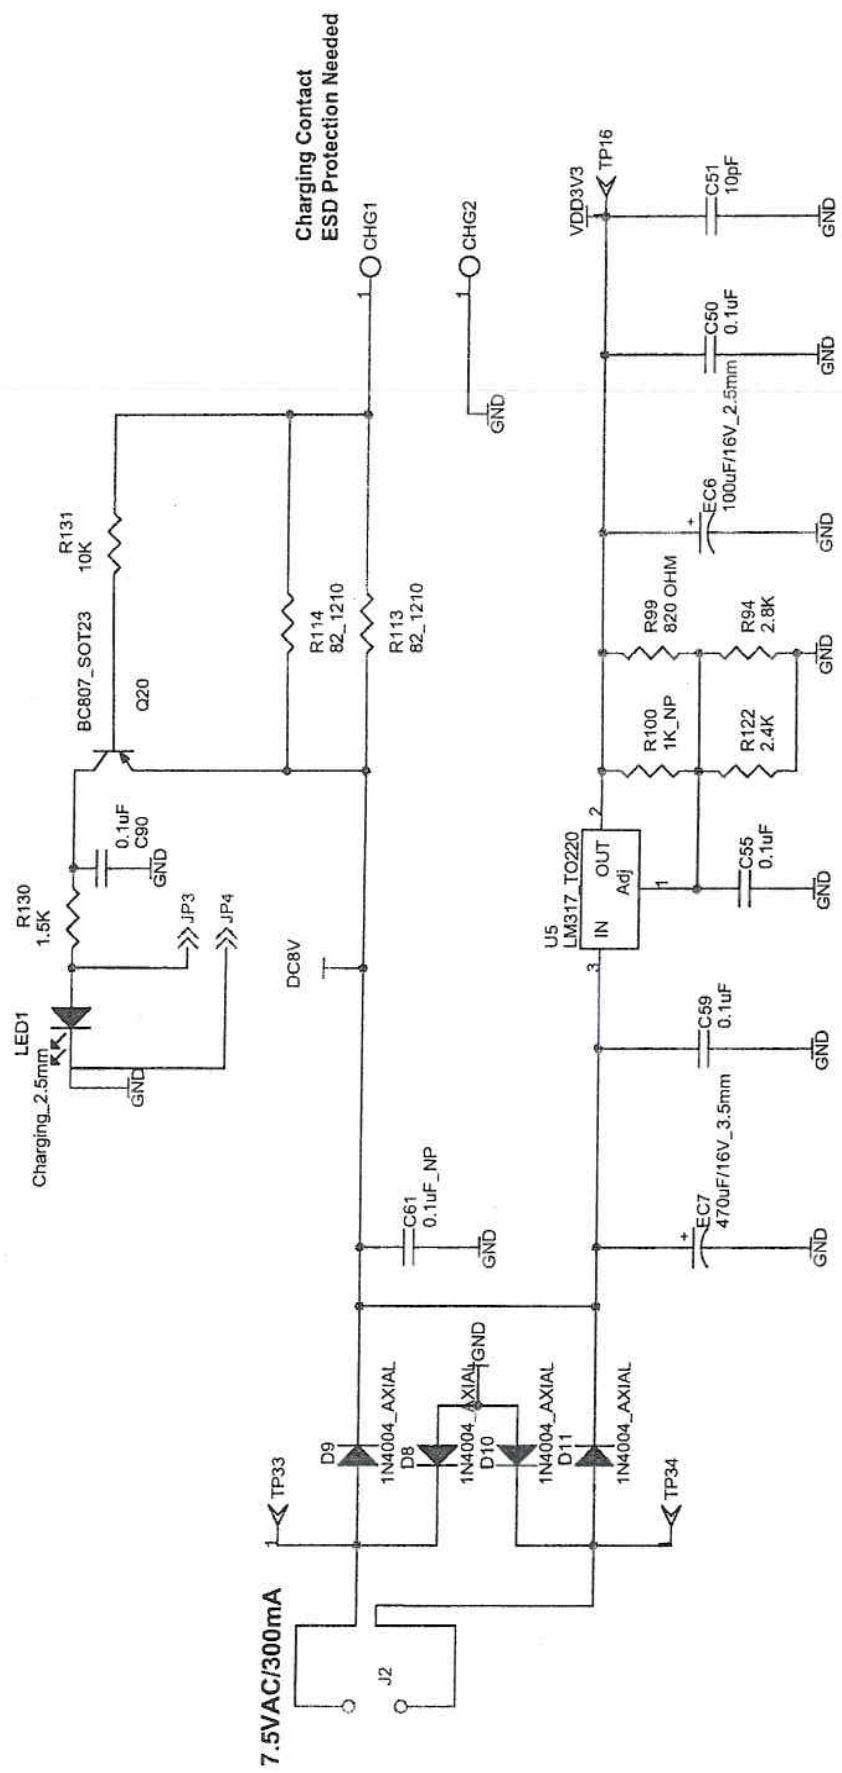 7.5VAC/300mA
J2
1
TP33
D9
1N4004_AXIAL
D8
1N4004_AXIAL
GND
D10
1N4004_AXIAL
D11
1N4004_AXIAL
1
TP34
C61
0.1uF_NP
GND
DC8V
LED1
Charging_2.5mm
GND
R130
1.5K
JP3
JP4
0.1uF
C90
GND
BC807_SOT23
Q20
R131
10K
R114
82_1210
R113
82_1210
Charging Contact
ESD Protection Needed
1
CHG1
1
CHG2
GND
+
EC7
470uF/16V_3.5mm
GND
C59
0.1uF
GND
U5
LM317_TO220
3
IN
OUT
Adj
2
1
C55
0.1uF
GND
R100
1K_NP
R122
2.4K
R99
820 OHM
R94
2.8K
GND
+
EC6
100uF/16V_2.5mm
GND
C50
0.1uF
GND
VDD3V3
1
TP16
C51
10pF
GND